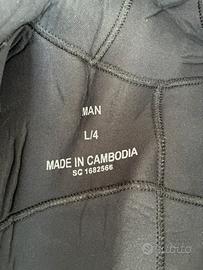 MAN
L/4
MADE IN CAMBODIA
SC 1682566
subito